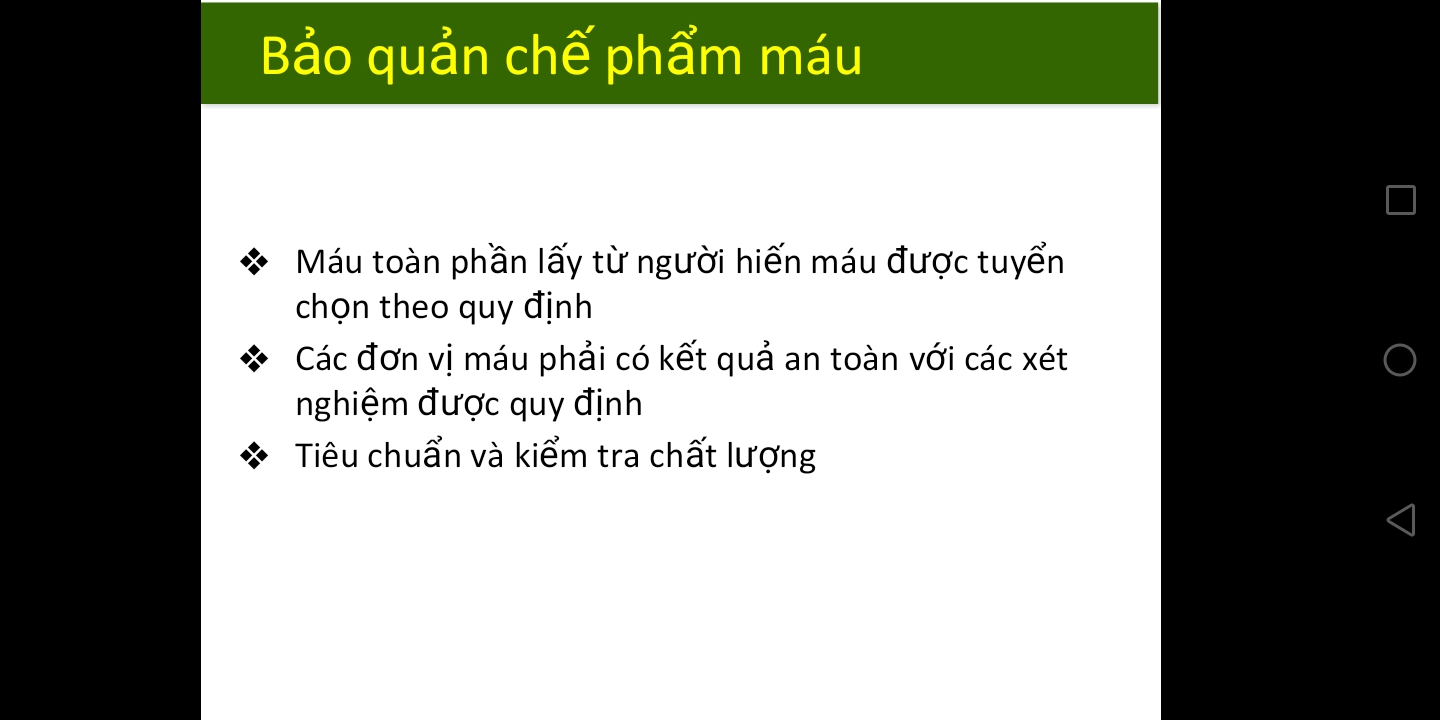 Bảo quản chế phẩm máu
❖ Máu toàn phần lấy từ người hiến máu được tuyển
chọn theo quy định
❖ Các đơn vị máu phải có kết quả an toàn với các xét
nghiệm được quy định
❖ Tiêu chuẩn và kiểm tra chất lượng